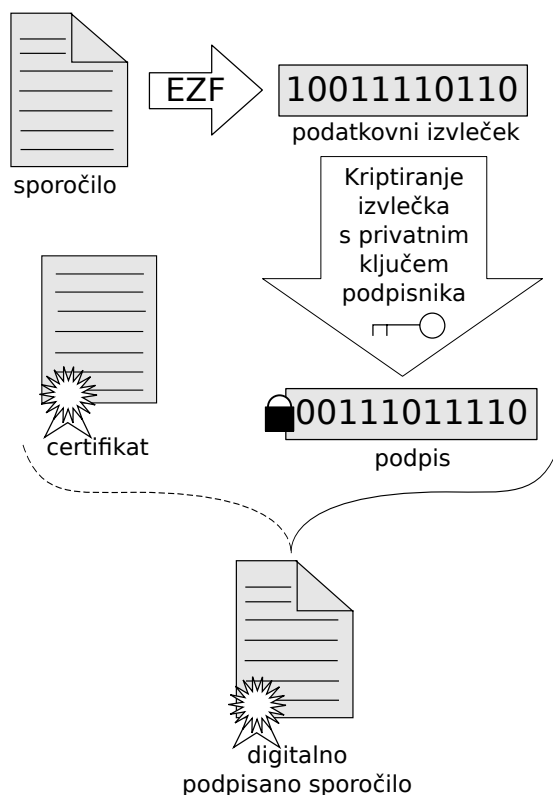 EZF
10011110110
sporočilo
podatkovni izvleček
Kriptiranje
izvlečka
s privatnim
ključem
podpisnika
00111011110
certifikat
podpis
digitalno
podpisano sporočilo